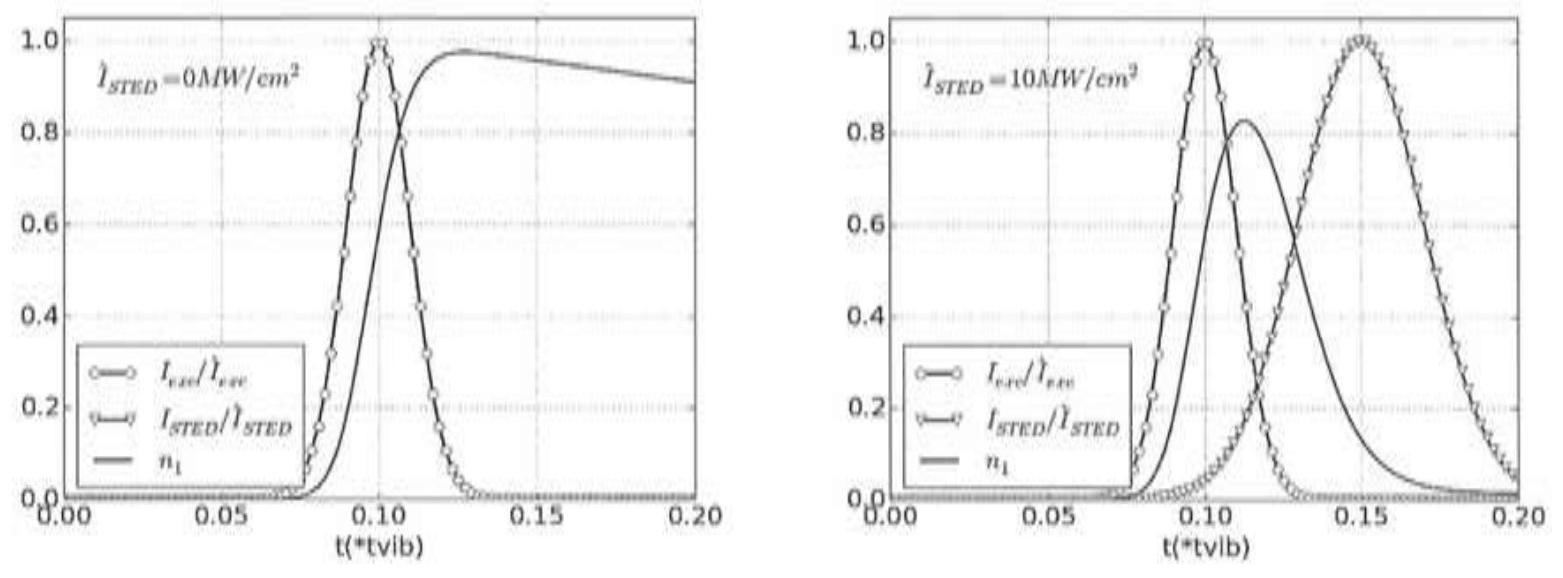 1.0
0.8
0.6
0.4
0.2
0.0
Î_STED = 0MW/cm²
I_exc/Î_exc
I_STED/Î_STED
n₁
0.00 0.05 0.10 0.15 0.20
t(*tvib)
1.0
0.8
0.6
0.4
0.2
0.0
Î_STED = 10MW/cm²
I_exc/Î_exc
I_STED/Î_STED
n₁
0.00 0.05 0.10 0.15 0.20
t(*tvib)